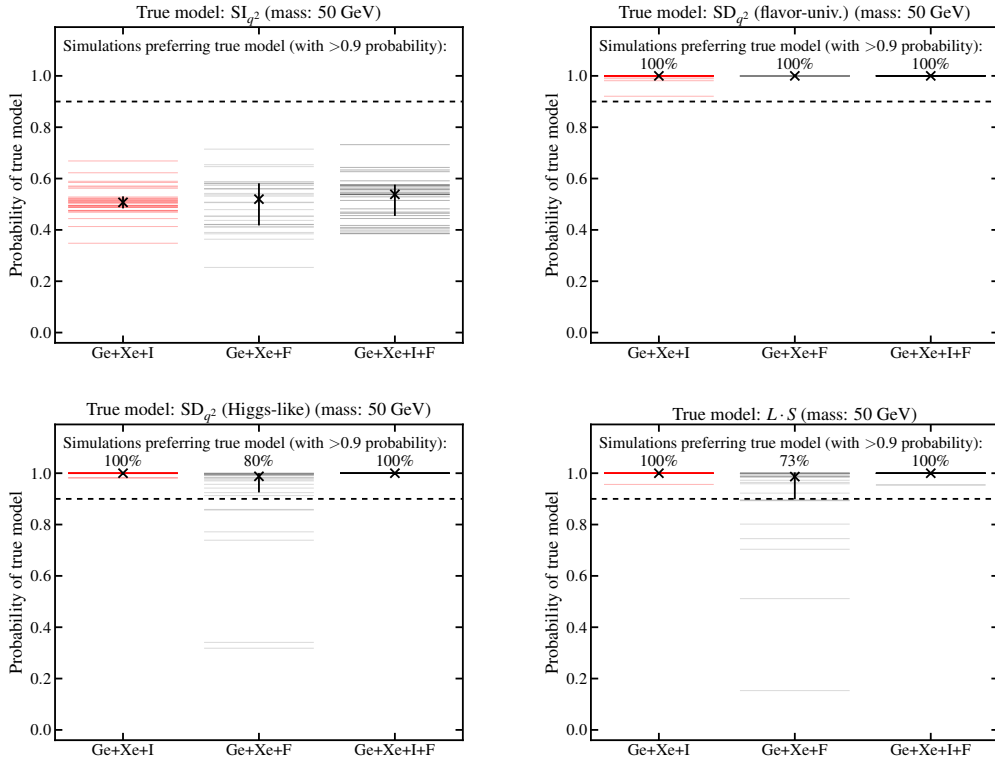 True model: SI_{q²} (mass: 50 GeV)
Simulations preferring true model (with >0.9 probability):
Probability of true model
1.0
0.8
0.6
0.4
0.2
0.0
Ge+Xe+I Ge+Xe+F Ge+Xe+I+F
True model: SD_{q²} (flavor-univ.) (mass: 50 GeV)
Simulations preferring true model (with >0.9 probability):
100% 100% 100%
Probability of true model
1.0
0.8
0.6
0.4
0.2
0.0
Ge+Xe+I Ge+Xe+F Ge+Xe+I+F
True model: SD_{q²} (Higgs-like) (mass: 50 GeV)
Simulations preferring true model (with >0.9 probability):
100% 80% 100%
Probability of true model
1.0
0.8
0.6
0.4
0.2
0.0
Ge+Xe+I Ge+Xe+F Ge+Xe+I+F
True model: L · S (mass: 50 GeV)
Simulations preferring true model (with >0.9 probability):
100% 73% 100%
Probability of true model
1.0
0.8
0.6
0.4
0.2
0.0
Ge+Xe+I Ge+Xe+F Ge+Xe+I+F